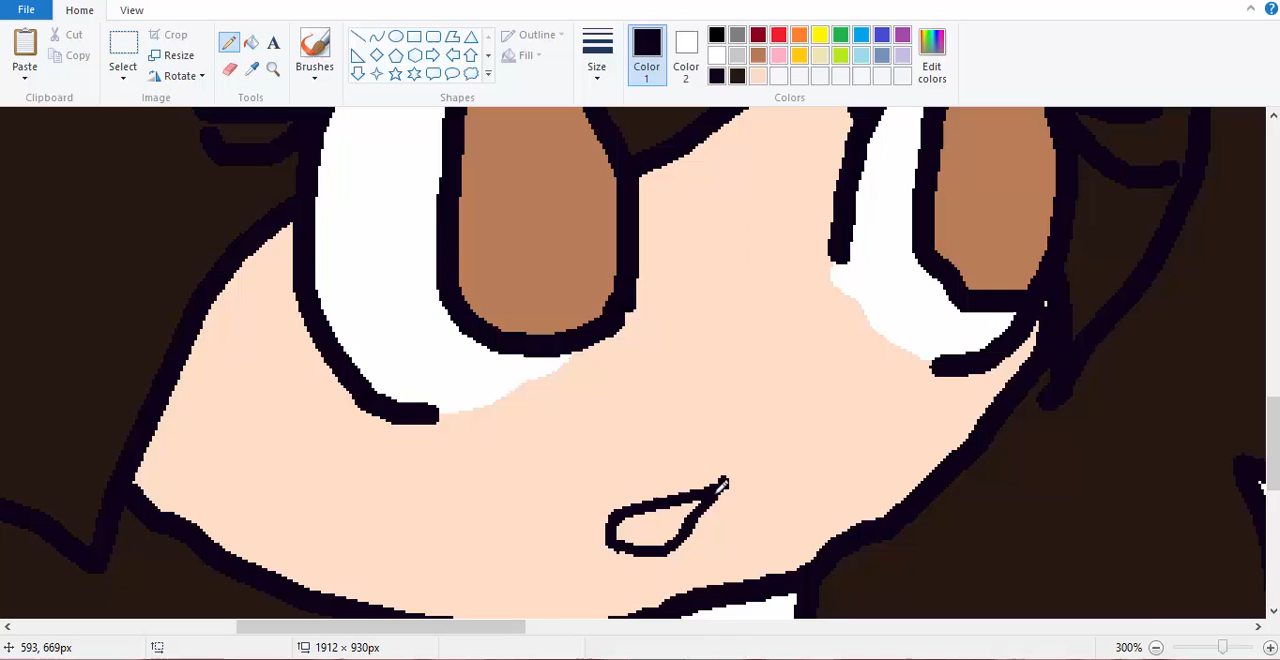 File Home View
Paste Cut Copy Clipboard
Select Crop Resize Rotate Image
A Tools
Brushes
Outline Fill Shapes
Size
Color 1 Color 2 Edit colors Colors
593, 669px 1912 × 930px 300%